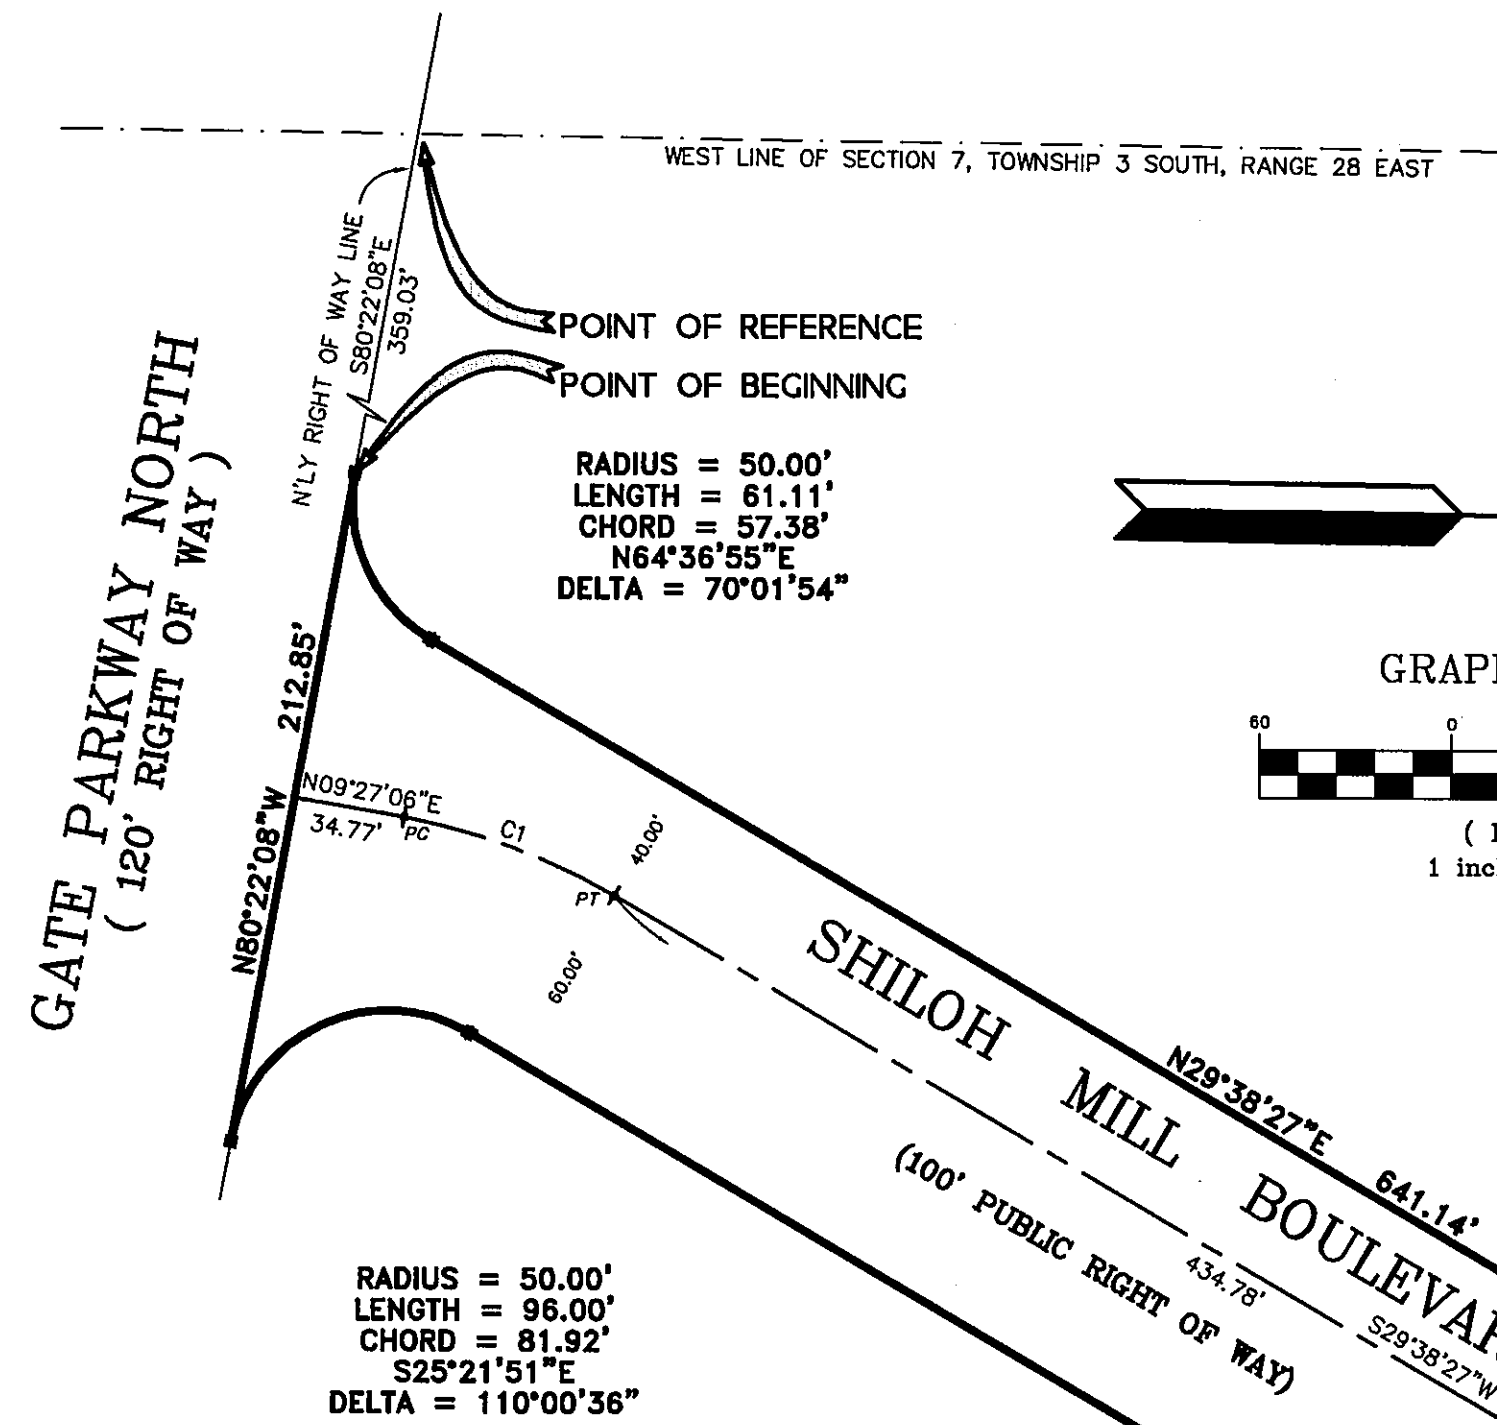 WEST LINE OF SECTION 7, TOWNSHIP 3 SOUTH, RANGE 28 EAST
N'LY RIGHT OF WAY LINE
S80°22'08"E
359.03'
POINT OF REFERENCE
POINT OF BEGINNING
RADIUS = 50.00'
LENGTH = 61.11'
CHORD = 57.38'
N64°36'55"E
DELTA = 70°01'54"
GATE PARKWAY NORTH
( 120' RIGHT OF WAY )
N80°22'08"W 212.85'
N09°27'06"E
34.77'
PC
C1
PT
40.00'
60.00'
60
0
1
SHILOH MILL
(100' PUBLIC RIGHT OF WAY)
N29°38'27"E 641.14'
434.78'
S29°38'27"W
RADIUS = 50.00'
LENGTH = 96.00'
CHORD = 81.92'
S25°21'51"E
DELTA = 110°00'36"